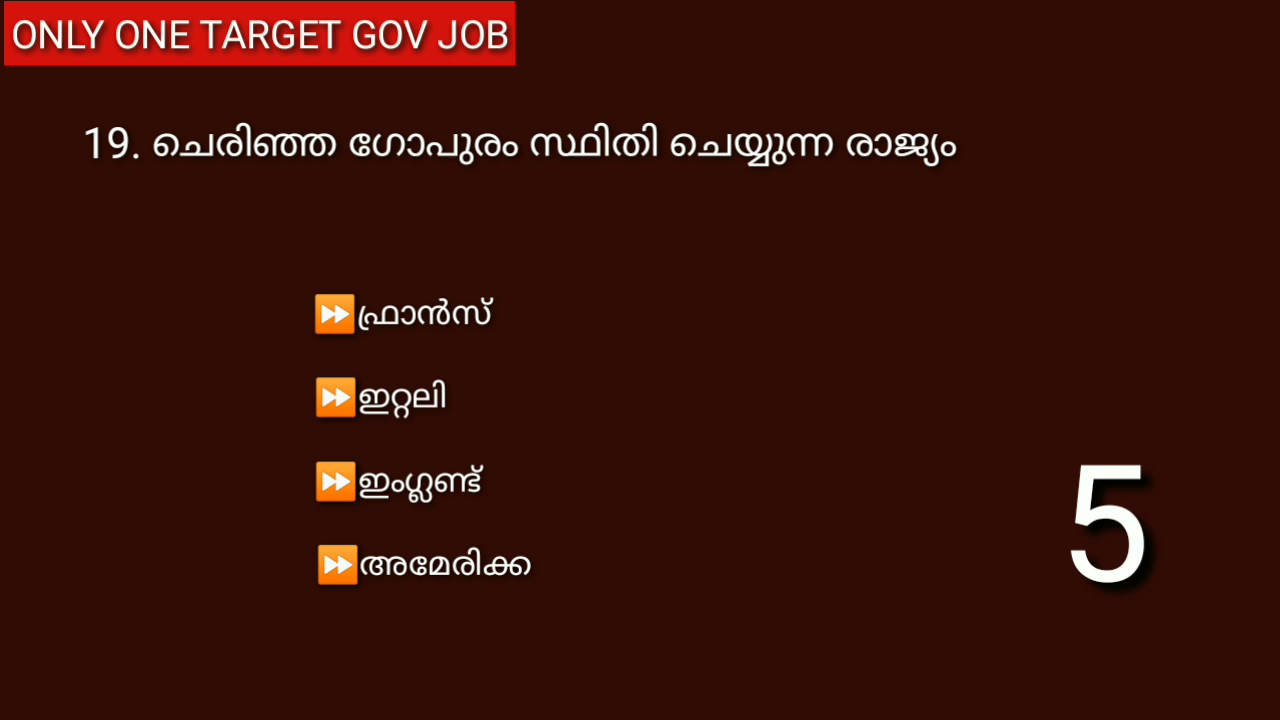 ONLY ONE TARGET GOV JOB
19. ചെരിഞ്ഞ ഗോപുരം സ്ഥിതി ചെയ്യുന്ന രാജ്യം
⏩ഫ്രാൻസ്
⏩ഇറ്റലി
⏩ഇംഗ്ലണ്ട്
⏩അമേരിക്ക
5